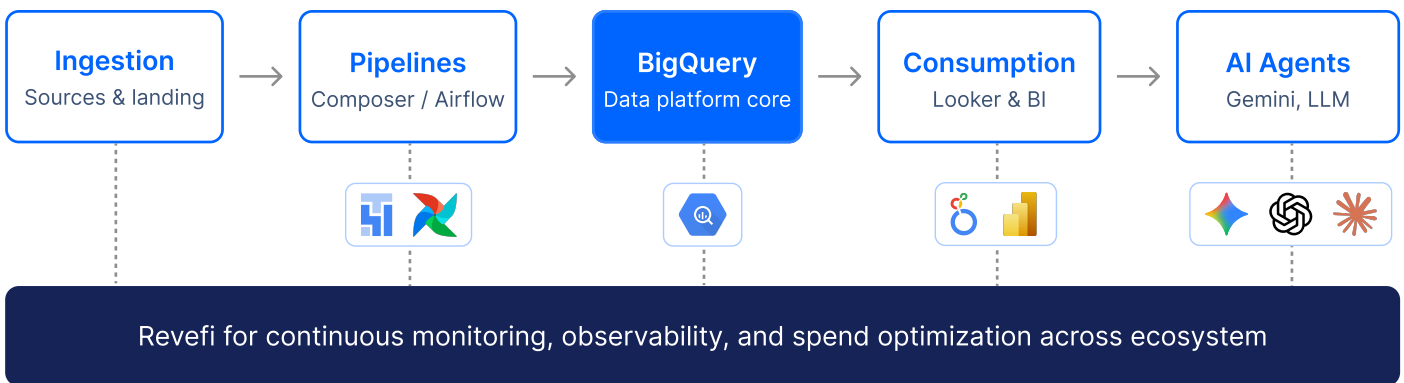 Ingestion
Sources & landing
Pipelines
Composer / Airflow
BigQuery
Data platform core
Consumption
Looker & BI
AI Agents
Gemini, LLM
Revefi for continuous monitoring, observability, and spend optimization across ecosystem